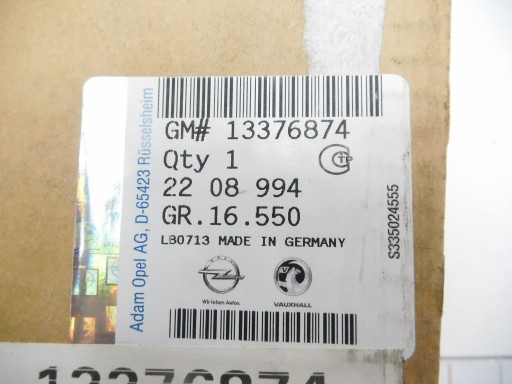 GM# 13376874
Qty 1
22 08 994
GR.16.550
LB0713 MADE IN GERMANY
Wir leben Autos.
VAUXHALL
Adam Opel AG, D-65423 Rüsselsheim
S335024555
13376874